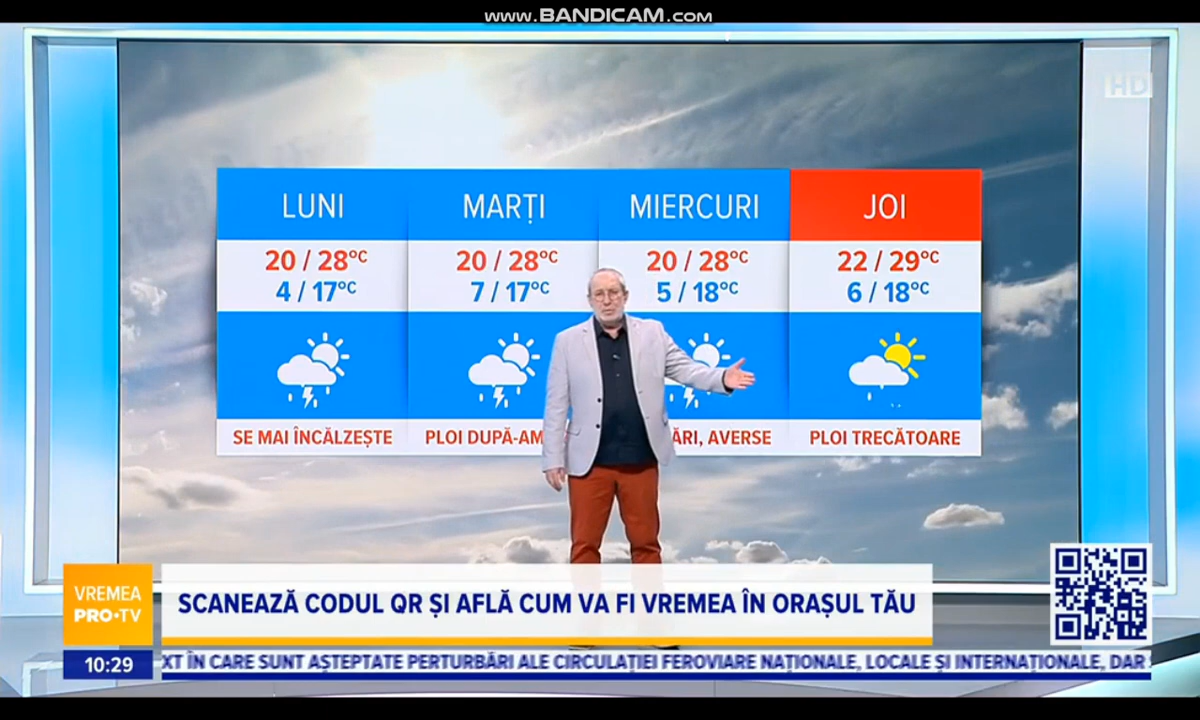 www.BANDICAM.com
HD
LUNI
MARȚI
MIERCURI
JOI
20 / 28°C
20 / 28°C
20 / 28°C
22 / 29°C
4 / 17°C
7 / 17°C
5 / 18°C
6 / 18°C
SE MAI ÎNCĂLZEȘTE
PLOI DUPĂ-AM
ĂRI, AVERSE
PLOI TRECĂTOARE
VREMEA
PRO•TV
SCANEAZĂ CODUL QR ȘI AFLĂ CUM VA FI VREMEA ÎN ORAȘUL TĂU
10:29
XT ÎN CARE SUNT AȘTEPTATE PERTURBĂRI ALE CIRCULAȚIEI FEROVIARE NAȚIONALE, LOCALE ȘI INTERNAȚIONALE, DAR